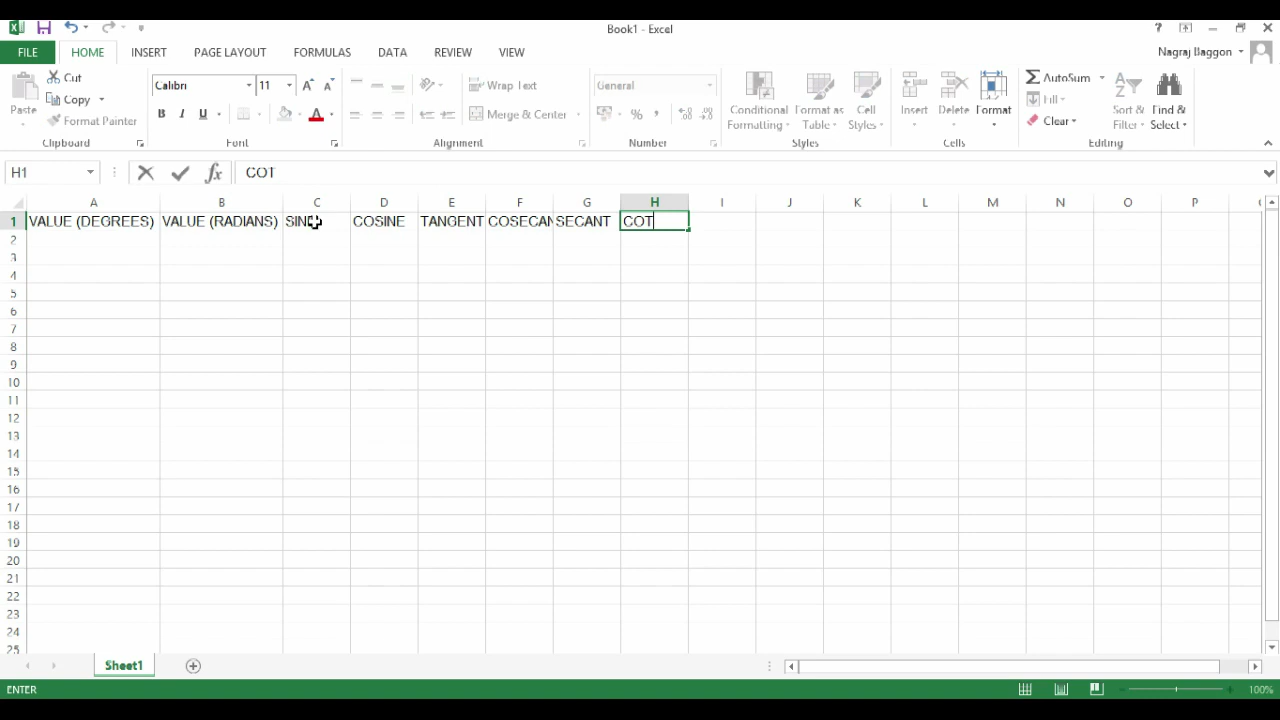 Book1 - Excel
?
FILE HOME INSERT PAGE LAYOUT FORMULAS DATA REVIEW VIEW
Nagraj Baggon
Paste
Cut
Copy
Format Painter
Clipboard
Calibri 11
B I U
Font
Wrap Text
Merge & Center
Alignment
General
%
Number
Conditional Formatting
Format as Table
Cell Styles
Styles
Insert Delete Format
Cells
AutoSum
Fill
Clear
Sort & Filter
Find & Select
Editing
H1 fx COT
A B C D E F G H I J K L M N O P
1 VALUE (DEGREES) VALUE (RADIANS) SINE COSINE TANGENT COSECAN SECANT COT
2
3
4
5
6
7
8
9
10
11
12
13
14
15
16
17
18
19
20
21
22
23
24
25
Sheet1
ENTER
100%